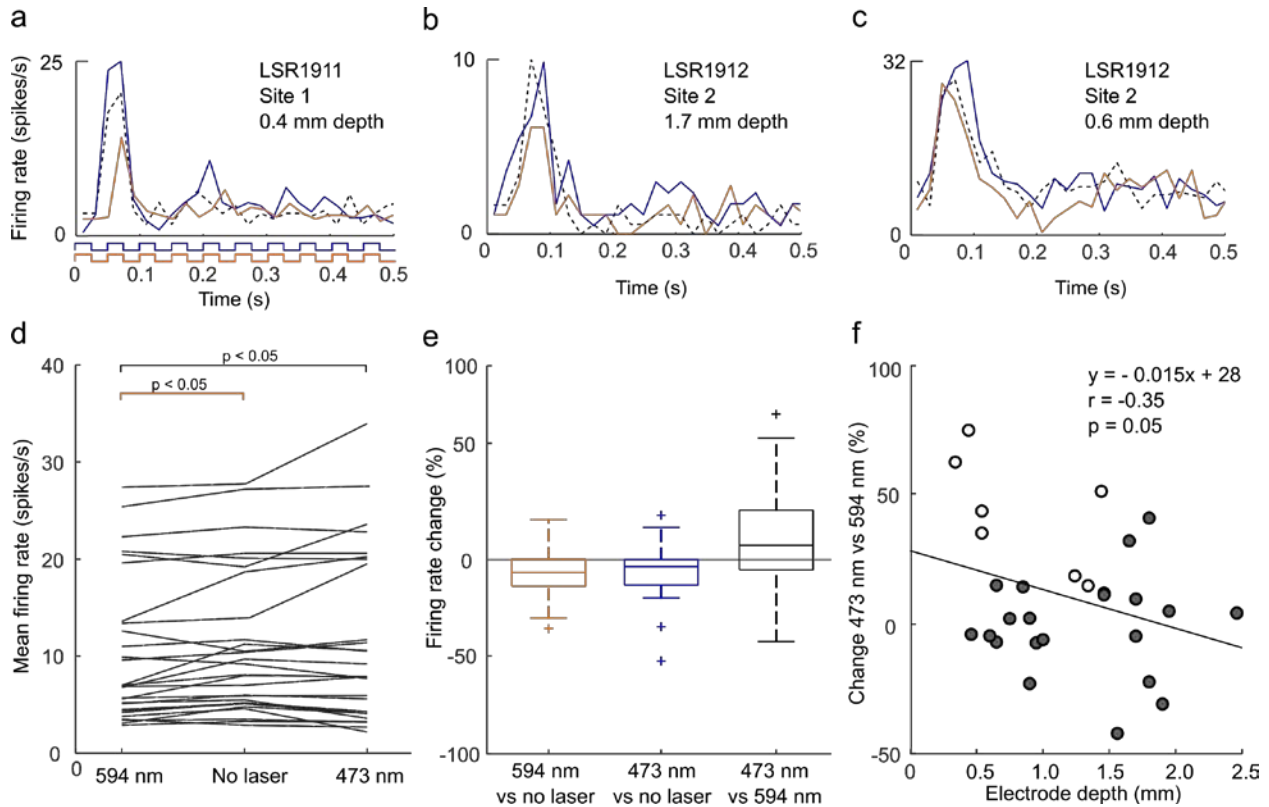 a
25
0
Firing rate (spikes/s)
LSR1911
Site 1
0.4 mm depth
0 0.1 0.2 0.3 0.4 0.5
Time (s)
b
10
0
LSR1912
Site 2
1.7 mm depth
0 0.1 0.2 0.3 0.4 0.5
Time (s)
c
32
0
LSR1912
Site 2
0.6 mm depth
0 0.1 0.2 0.3 0.4 0.5
Time (s)
d
Mean firing rate (spikes/s)
40
30
20
10
0
p < 0.05
p < 0.05
0
594 nm No laser 473 nm
e
Firing rate change (%)
100
50
0
-50
-100
594 nm
vs no laser
473 nm
vs no laser
473 nm
vs 594 nm
f
Change 473 nm vs 594 nm (%)
100
50
0
-50
y = - 0.015x + 28
r = -0.35
p = 0.05
0 0.5 1.0 1.5 2.0 2.5
Electrode depth (mm)